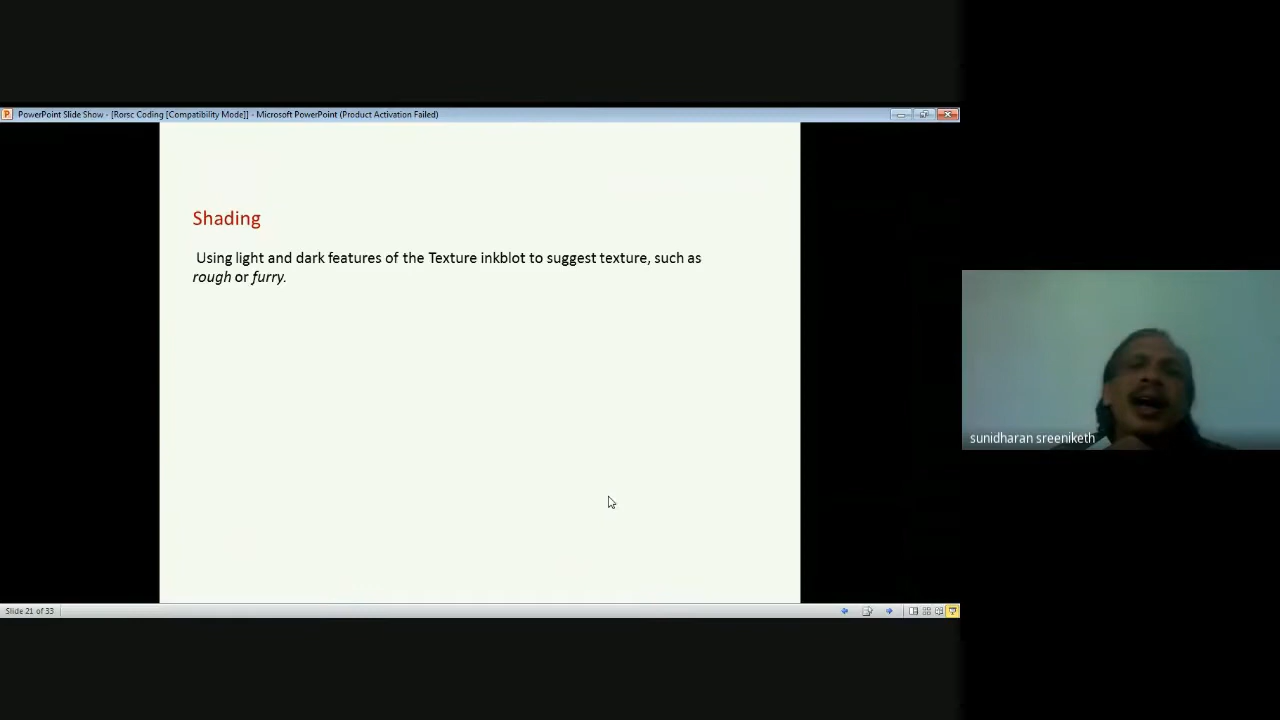 PowerPoint Slide Show - [Rorsc Coding [Compatibility Mode]] - Microsoft PowerPoint (Product Activation Failed)
Shading
Using light and dark features of the Texture inkblot to suggest texture, such as
rough or furry.
sunidharan sreeniketh
Slide 21 of 33